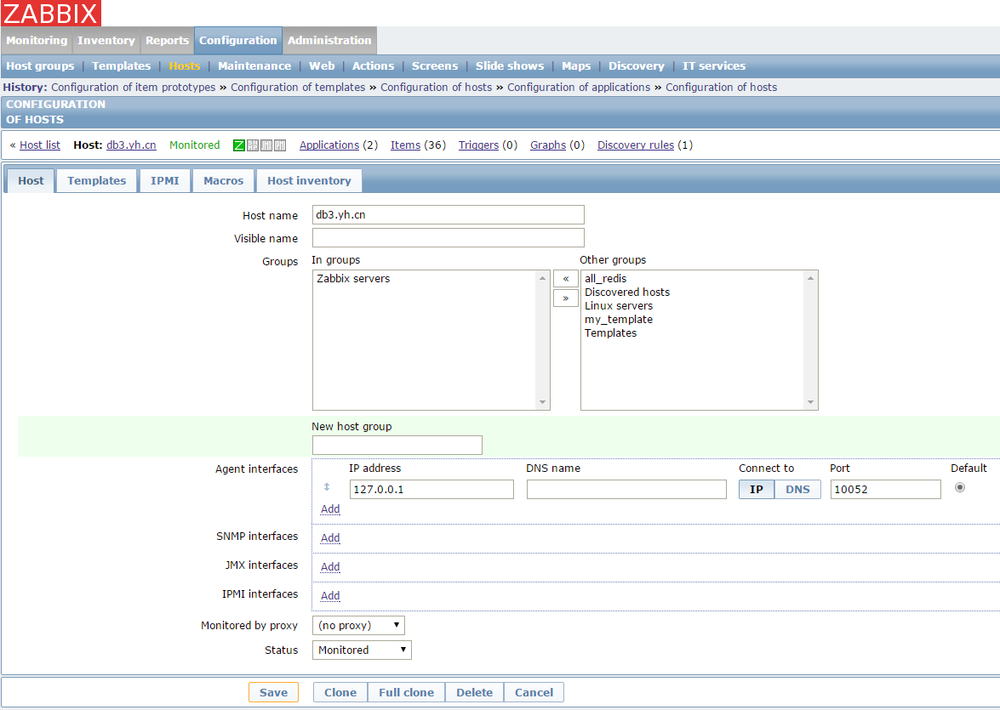 ZABBIX
Monitoring Inventory Reports Configuration Administration
Host groups | Templates | Hosts | Maintenance | Web | Actions | Screens | Slide shows | Maps | Discovery | IT services
History: Configuration of item prototypes » Configuration of templates » Configuration of hosts » Configuration of applications » Configuration of hosts
CONFIGURATION
OF HOSTS
« Host list Host: db3.yh.cn Monitored Z Applications (2) Items (36) Triggers (0) Graphs (0) Discovery rules (1)
Host Templates IPMI Macros Host inventory
Host name db3.yh.cn
Visible name
Groups In groups Other groups
Zabbix servers « all_redis
Discovered hosts
» Linux servers
my_template
Templates
New host group
Agent interfaces IP address DNS name Connect to Port Default
127.0.0.1 IP DNS 10052
Add
SNMP interfaces Add
JMX interfaces Add
IPMI interfaces Add
Monitored by proxy (no proxy)
Status Monitored
Save Clone Full clone Delete Cancel